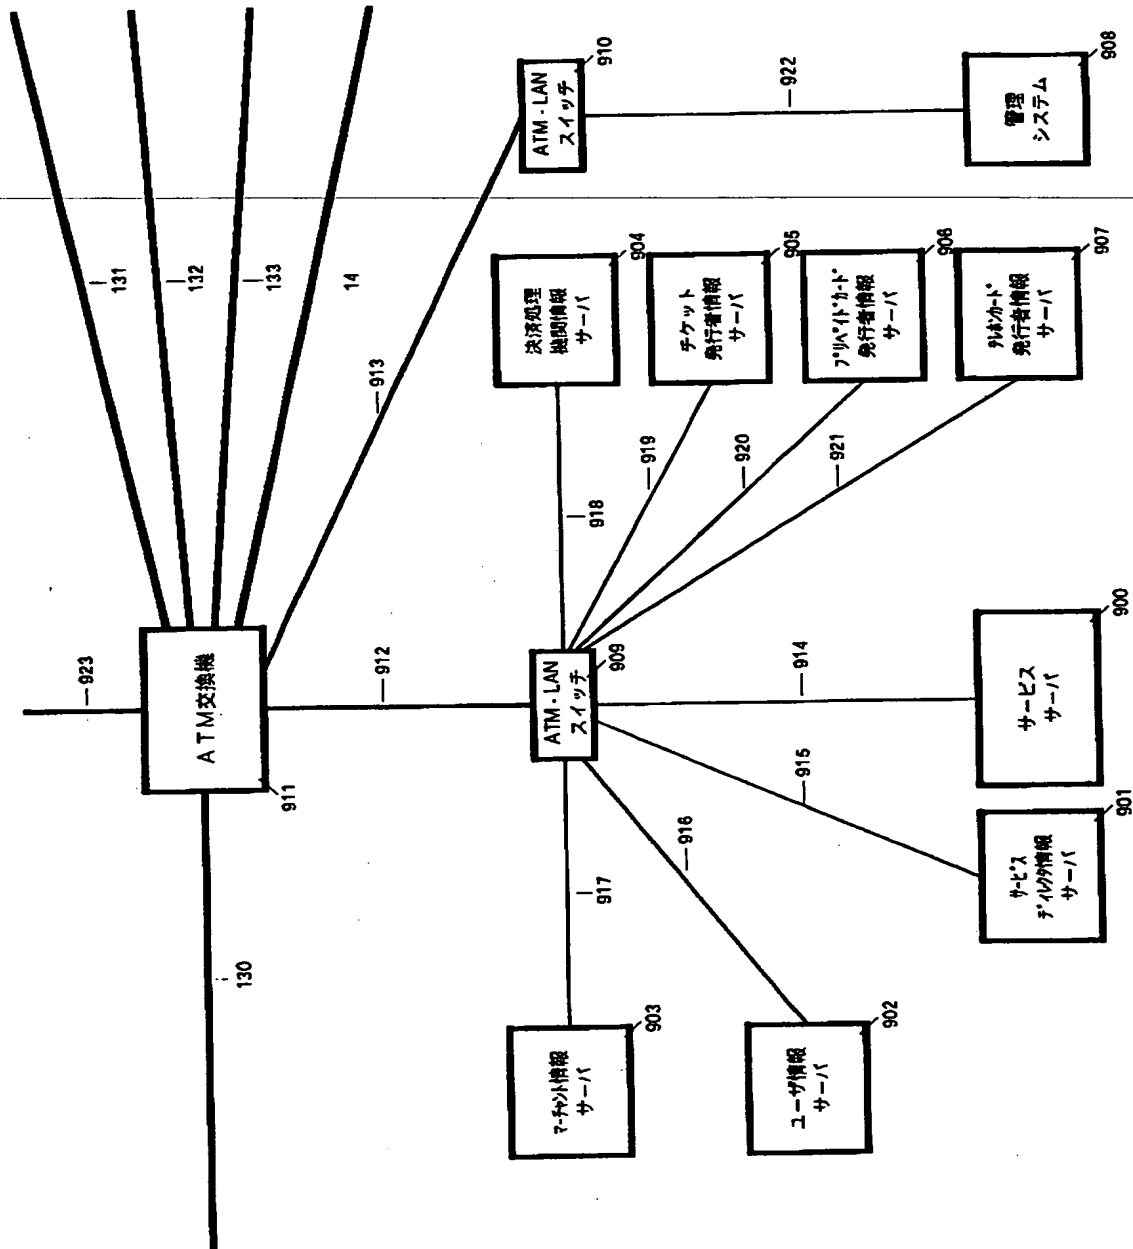 131
132
133
14
923
ATM交換機
911
130
912
913
ATM-LAN
スイッチ
910
922
管理
システム
908
ATM-LAN
スイッチ
909
決済処理
機関情報
サーバ
904
918
チケット
発行者情報
サーバ
905
919
プリペイドカード
発行者情報
サーバ
906
920
テレホンカード
発行者情報
サーバ
907
921
914
サービス
サーバ
900
915
サービス
ディレクタ情報
サーバ
901
916
ユーザ情報
サーバ
902
917
マーチャント情報
サーバ
903